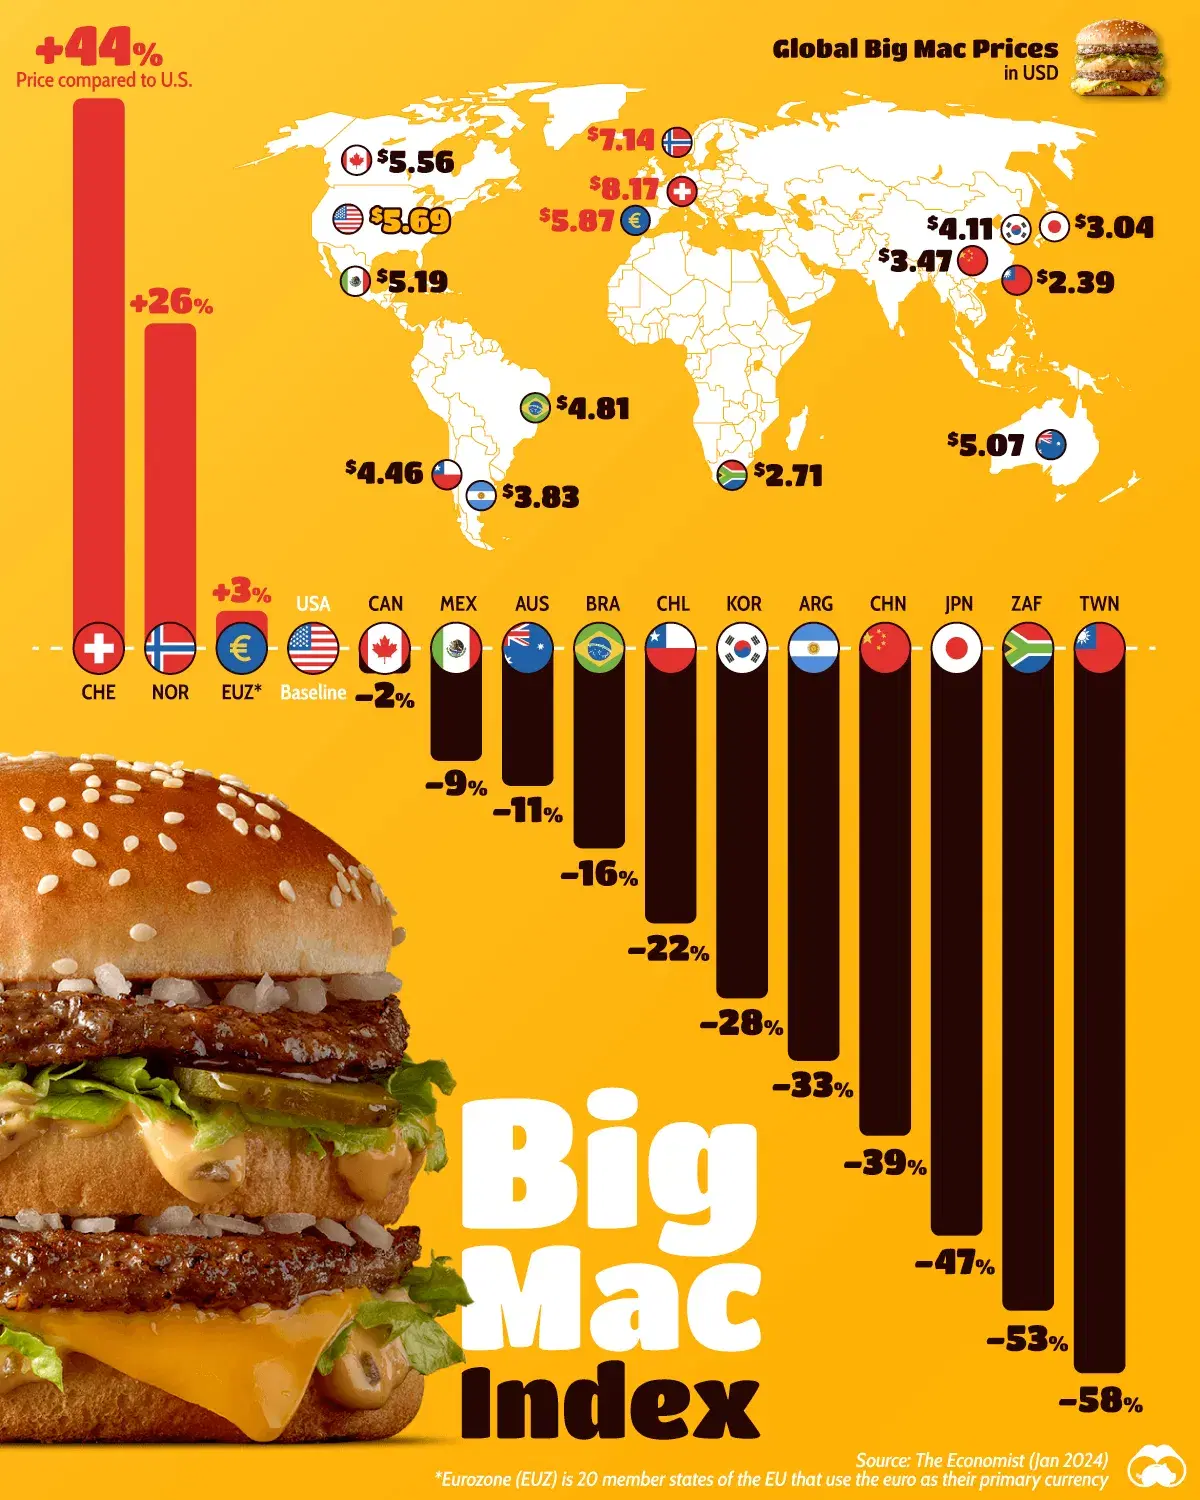 +44%
Price compared to U.S.
Global Big Mac Prices
in USD
$7.14
$5.56
$8.17
$5.69
$5.87
$4.11
$3.04
$3.47
$5.19
$2.39
$4.81
$5.07
$4.46
$2.71
$3.83
+26%
+3%
USA
CAN
MEX
AUS
BRA
CHL
KOR
ARG
CHN
JPN
ZAF
TWN
€
€
CHE
NOR
EUZ*
Baseline
−2%
−9%
−11%
−16%
−22%
−28%
−33%
−39%
−47%
−53%
−58%
Big
Mac
Index
Source: The Economist (Jan 2024)
*Eurozone (EUZ) is 20 member states of the EU that use the euro as their primary currency